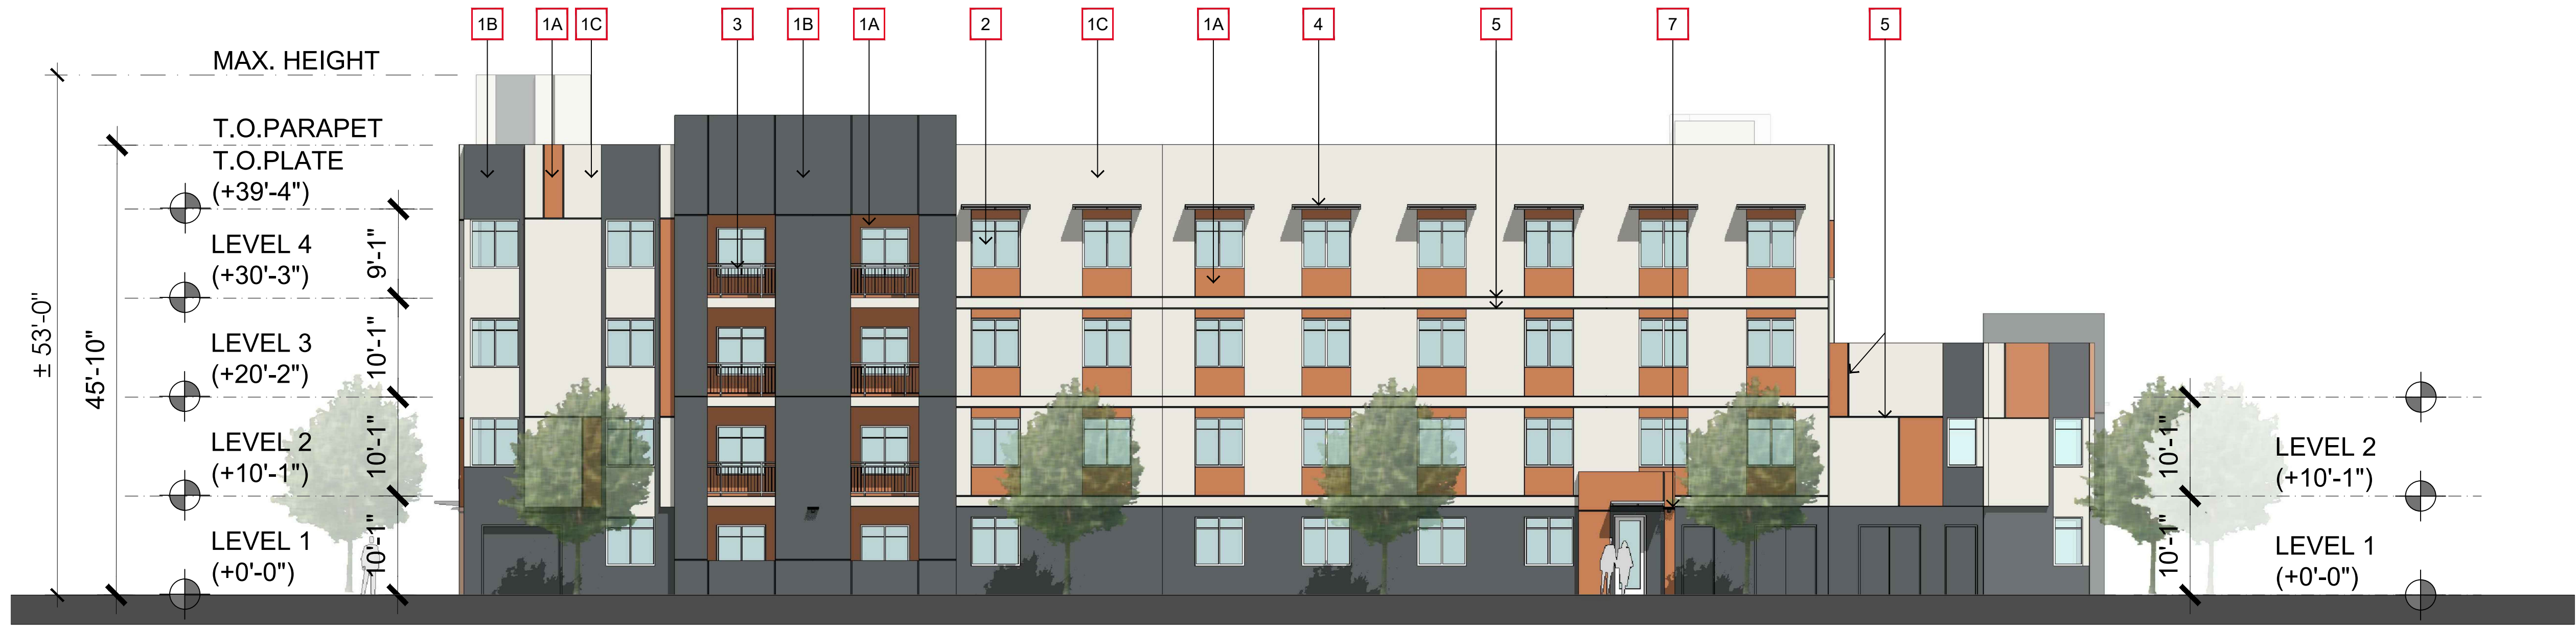 1B 1A 1C 3 1B 1A 2 1C 1A 4 5 7 5
MAX. HEIGHT
T.O.PARAPET
T.O.PLATE
(+39'-4")
LEVEL 4
(+30'-3")
9'-1"
± 53'-0"
45'-10"
LEVEL 3
(+20'-2")
10'-1"
LEVEL 2
(+10'-1")
10'-1"
LEVEL 1
(+0'-0")
10'-1"
10'-1"
LEVEL 2
(+10'-1")
10'-1"
LEVEL 1
(+0'-0")